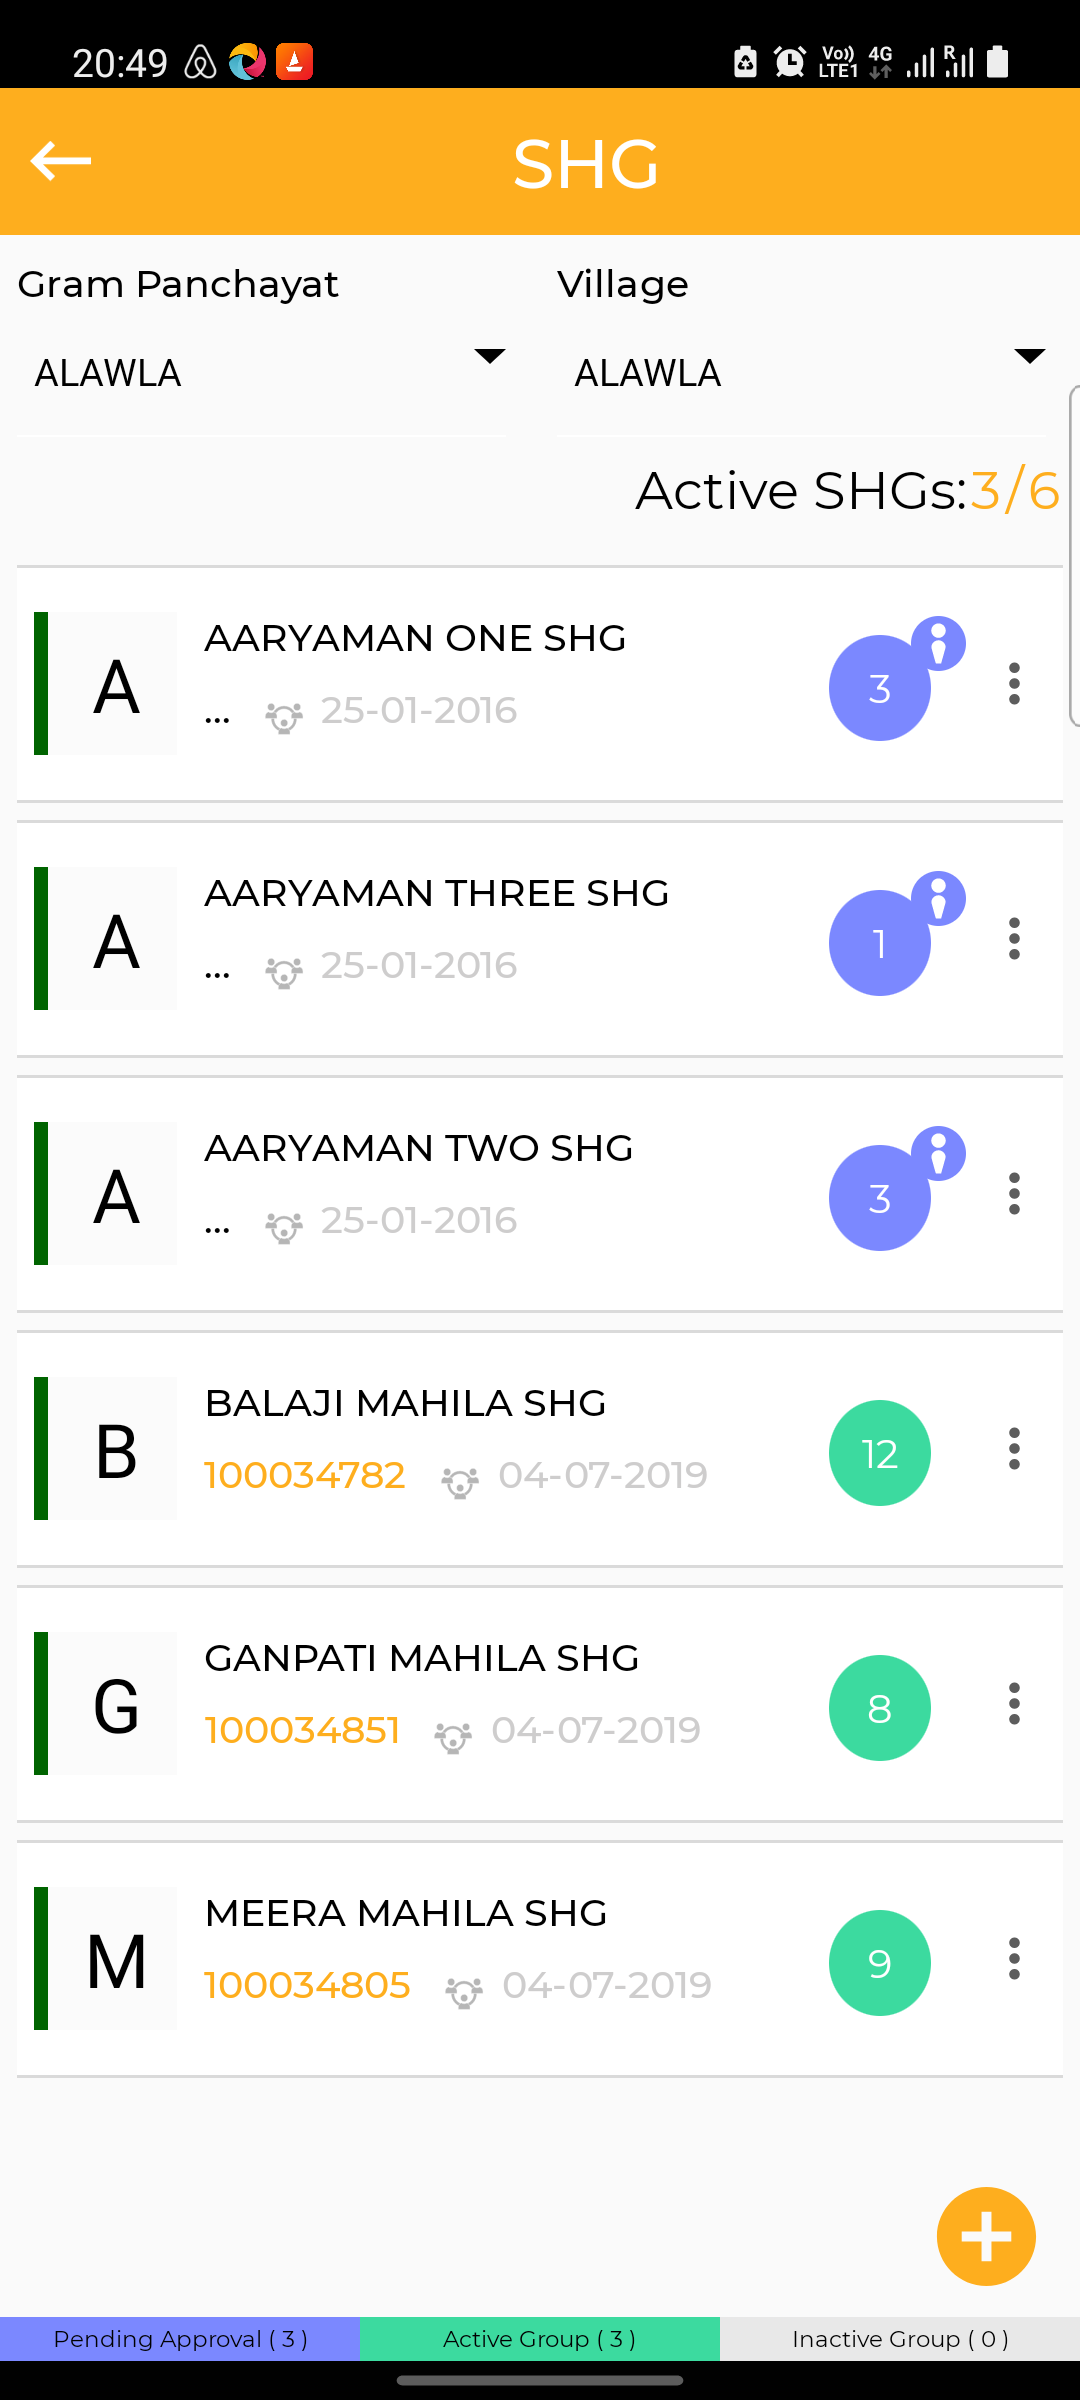 20:49 Vo)) LTE1 4G R
SHG
Gram Panchayat Village
ALAWLA ALAWLA
Active SHGs:3/6
A AARYAMAN ONE SHG
... 25-01-2016 3
A AARYAMAN THREE SHG
... 25-01-2016 1
A AARYAMAN TWO SHG
... 25-01-2016 3
B BALAJI MAHILA SHG
100034782 04-07-2019 12
G GANPATI MAHILA SHG
100034851 04-07-2019 8
M MEERA MAHILA SHG
100034805 04-07-2019 9
Pending Approval ( 3 ) Active Group ( 3 ) Inactive Group ( 0 )